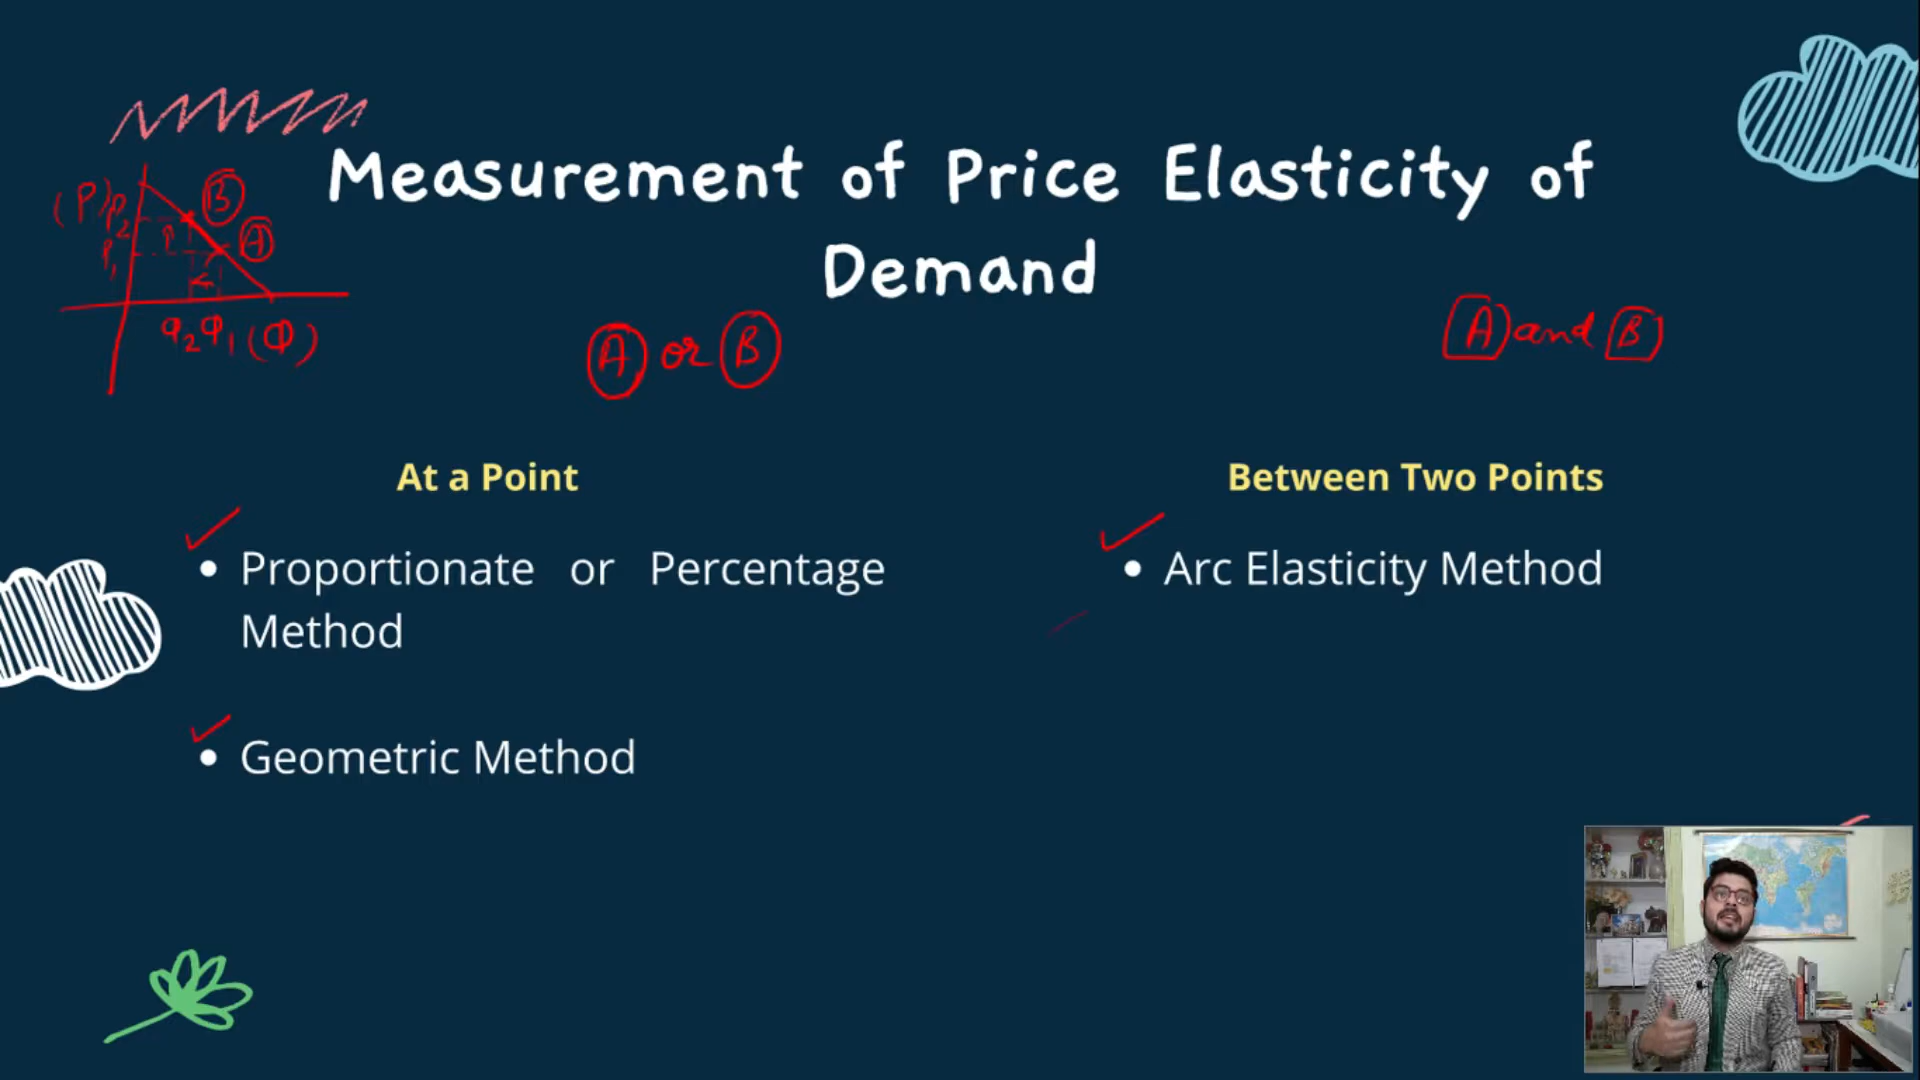 Measurement of Price Elasticity of
Demand
(P)
P2
P1
B
A
q2 q1 (Q)
A or B
A and B
At a Point
• Proportionate or Percentage
Method
• Geometric Method
Between Two Points
• Arc Elasticity Method